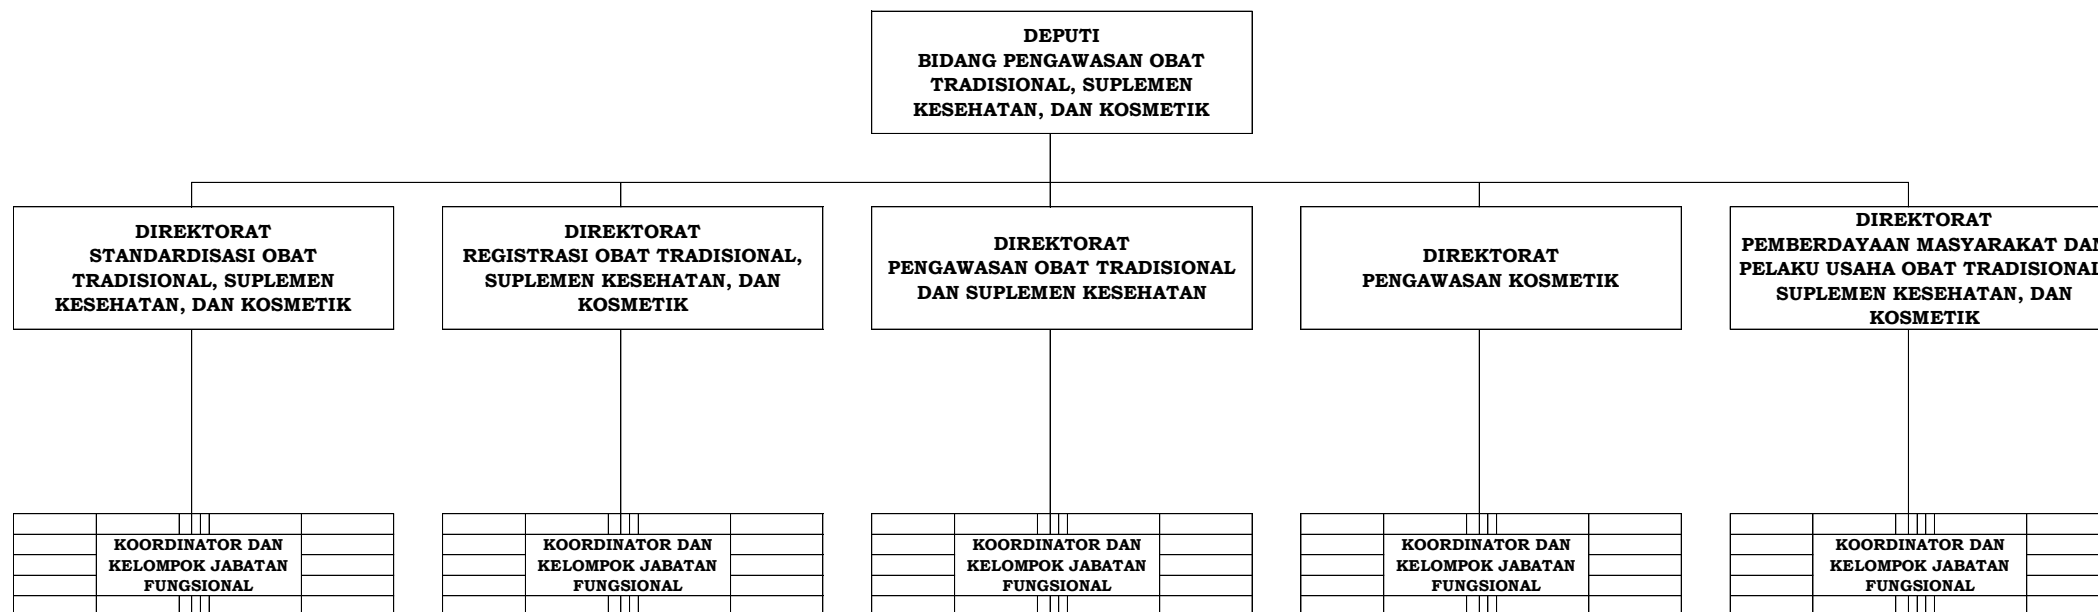 DEPUTI
BIDANG PENGAWASAN OBAT
TRADISIONAL, SUPLEMEN
KESEHATAN, DAN KOSMETIK
DIREKTORAT
STANDARDISASI OBAT
TRADISIONAL, SUPLEMEN
KESEHATAN, DAN KOSMETIK
DIREKTORAT
REGISTRASI OBAT TRADISIONAL,
SUPLEMEN KESEHATAN, DAN
KOSMETIK
DIREKTORAT
PENGAWASAN OBAT TRADISIONAL
DAN SUPLEMEN KESEHATAN
DIREKTORAT
PENGAWASAN KOSMETIK
DIREKTORAT
PEMBERDAYAAN MASYARAKAT DAN
PELAKU USAHA OBAT TRADISIONAL
SUPLEMEN KESEHATAN, DAN
KOSMETIK
KOORDINATOR DAN
KELOMPOK JABATAN
FUNGSIONAL
KOORDINATOR DAN
KELOMPOK JABATAN
FUNGSIONAL
KOORDINATOR DAN
KELOMPOK JABATAN
FUNGSIONAL
KOORDINATOR DAN
KELOMPOK JABATAN
FUNGSIONAL
KOORDINATOR DAN
KELOMPOK JABATAN
FUNGSIONAL